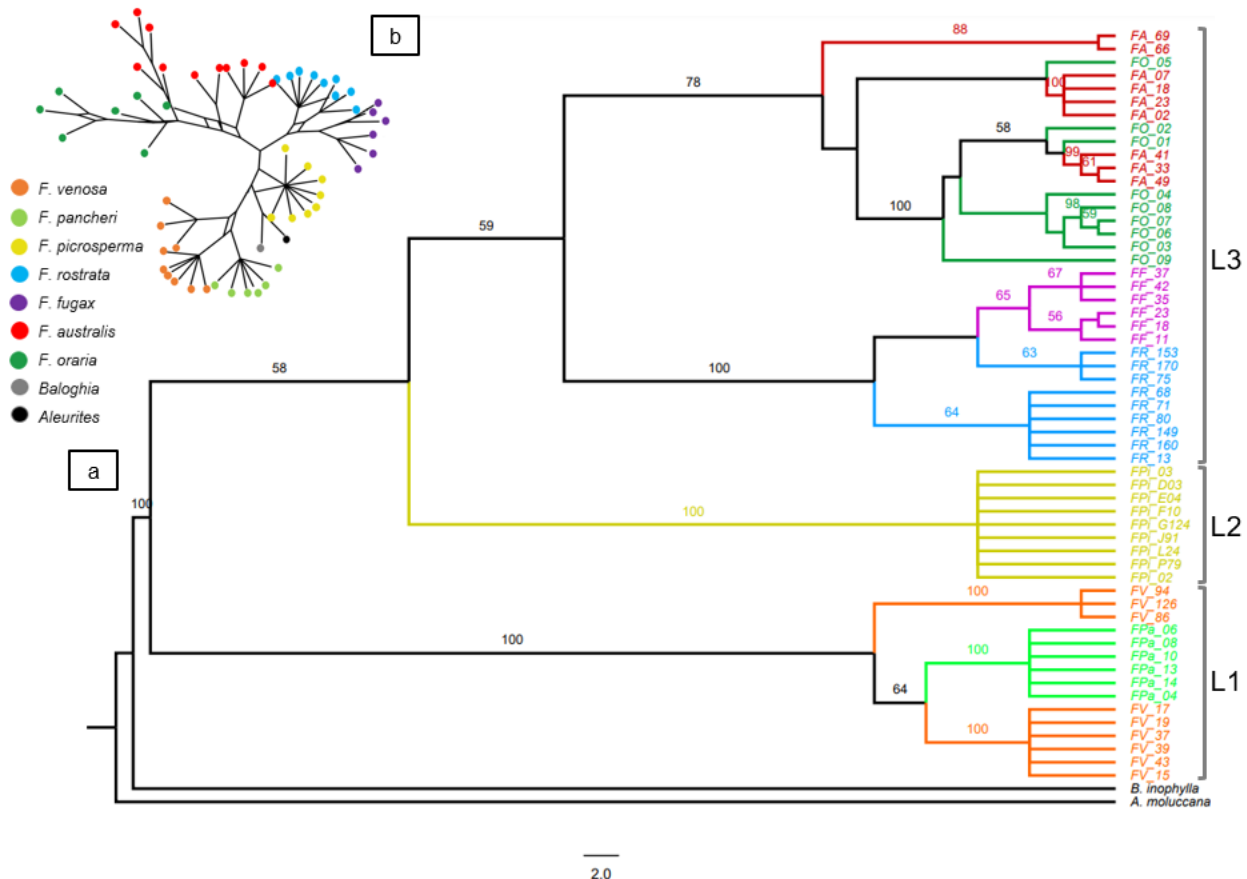 b
F. venosa
F. pancheri
F. picrosperma
F. rostrata
F. fugax
F. australis
F. oraria
Baloghia
Aleurites
a
88
78
100
58
99
61
100
98
59
59
67
65
56
100
63
64
58
100
100
100
100
100
64
100
FA_69
FA_66
FO_05
FA_07
FA_18
FA_23
FA_02
FO_02
FO_01
FA_41
FA_33
FA_49
FO_04
FO_08
FO_07
FO_06
FO_03
FO_09
FF_37
FF_42
FF_35
FF_23
FF_18
FF_11
FR_153
FR_170
FR_75
FR_68
FR_71
FR_80
FR_149
FR_160
FR_13
FPi_03
FPi_D03
FPi_E04
FPi_F10
FPi_G124
FPi_J91
FPi_L24
FPi_P79
FPi_02
FV_94
FV_126
FV_86
FPa_06
FPa_08
FPa_10
FPa_13
FPa_14
FPa_04
FV_17
FV_19
FV_37
FV_39
FV_43
FV_15
B. inophylla
A. moluccana
L3
L2
L1
2.0